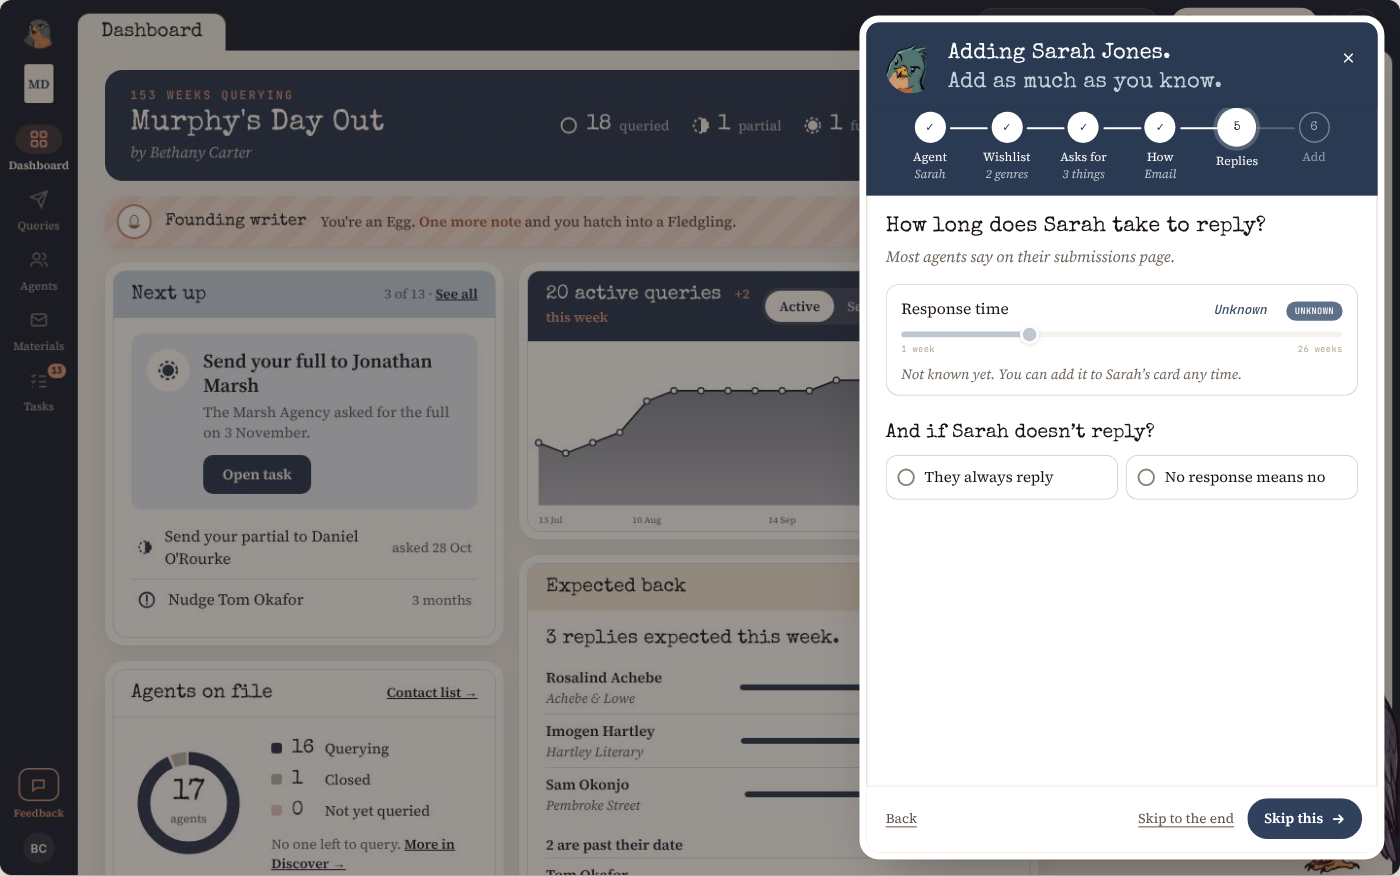 Dashboard
MD
Dashboard
Queries
Agents
Materials
13
Tasks
Feedback
BC
153 WEEKS QUERYING
Murphy's Day Out
by Bethany Carter
18 queried
1 partial
1 fu
Founding writer You're an Egg. One more note and you hatch into a Fledgling.
Next up
3 of 13 · See all
Send your full to Jonathan
Marsh
The Marsh Agency asked for the full
on 3 November.
Open task
Send your partial to Daniel
O'Rourke
asked 28 Oct
Nudge Tom Okafor
3 months
Agents on file
Contact list →
17
agents
16 Querying
1 Closed
0 Not yet queried
No one left to query. More in
Discover →
20 active queries +2
this week
Active
Se
13 Jul
10 Aug
14 Sep
Expected back
3 replies expected this week.
Rosalind Achebe
Achebe & Lowe
Imogen Hartley
Hartley Literary
Sam Okonjo
Pembroke Street
2 are past their date
Tom Okafor
Adding Sarah Jones.
Add as much as you know.
✓ ✓ ✓ ✓ 5 6
Agent Wishlist Asks for How Replies Add
Sarah 2 genres 3 things Email
How long does Sarah take to reply?
Most agents say on their submissions page.
Response time
Unknown
UNKNOWN
1 week
26 weeks
Not known yet. You can add it to Sarah’s card any time.
And if Sarah doesn’t reply?
They always reply
No response means no
Back
Skip to the end
Skip this →